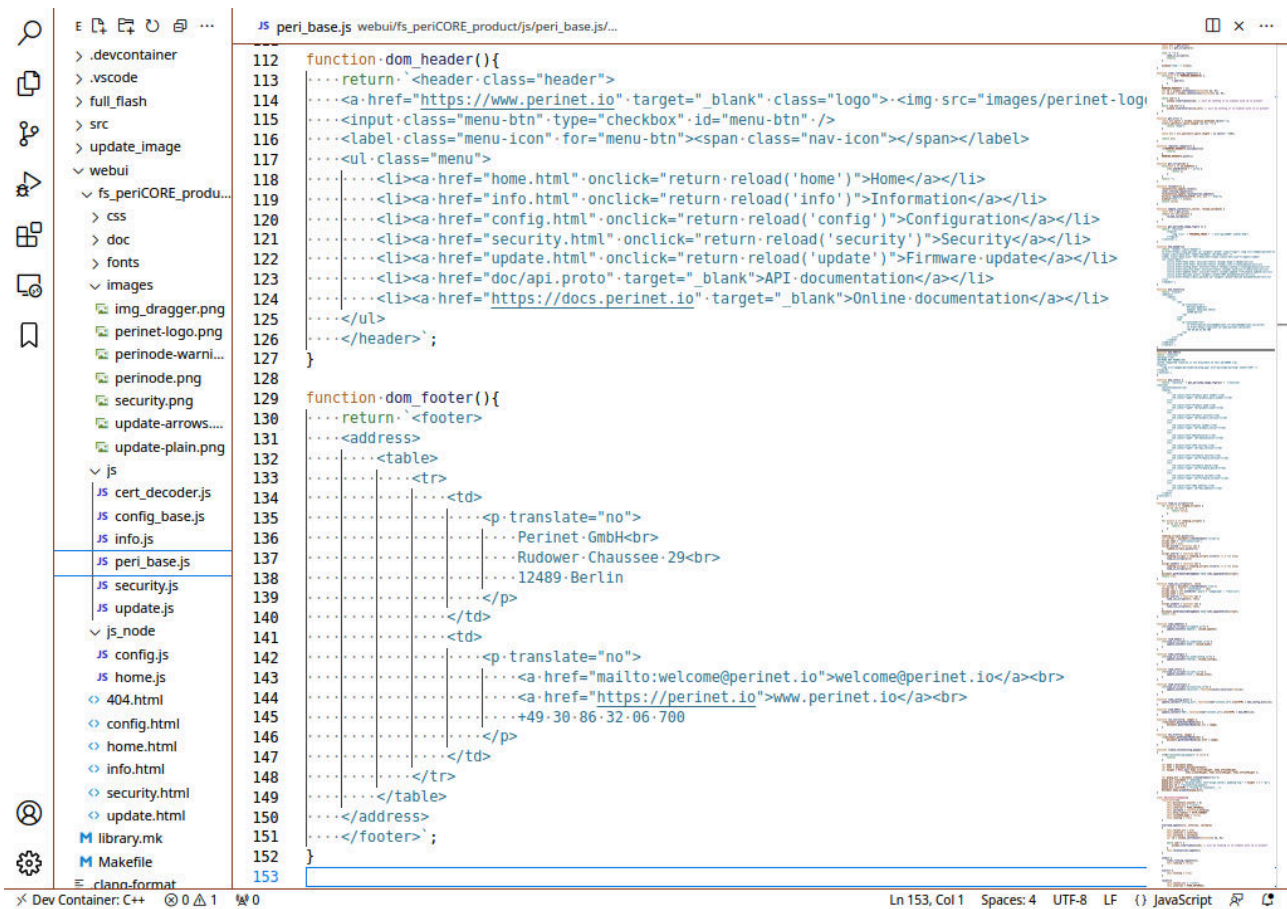 E
JS peri_base.js webui/fs_periCORE_product/js/peri_base.js/...
.devcontainer
.vscode
full_flash
src
update_image
webui
fs_periCORE_produ...
css
doc
fonts
images
img_dragger.png
perinet-logo.png
perinode-warni...
perinode.png
security.png
update-arrows....
update-plain.png
js
JS cert_decoder.js
JS config_base.js
JS info.js
JS peri_base.js
JS security.js
JS update.js
js_node
JS config.js
JS home.js
<> 404.html
<> config.html
<> home.html
<> info.html
<> security.html
<> update.html
M library.mk
M Makefile
.clang-format
112 function·dom_header(){
113 ····return·`<header·class="header">
114 ····<a·href="https://www.perinet.io"·target="_blank"·class="logo">·<img·src="images/perinet-logo
115 ····<input·class="menu-btn"·type="checkbox"·id="menu-btn"·/>
116 ····<label·class="menu-icon"·for="menu-btn"><span·class="nav-icon"></span></label>
117 ····<ul·class="menu">
118 ········<li><a·href="home.html"·onclick="return·reload('home')">Home</a></li>
119 ········<li><a·href="info.html"·onclick="return·reload('info')">Information</a></li>
120 ········<li><a·href="config.html"·onclick="return·reload('config')">Configuration</a></li>
121 ········<li><a·href="security.html"·onclick="return·reload('security')">Security</a></li>
122 ········<li><a·href="update.html"·onclick="return·reload('update')">Firmware·update</a></li>
123 ········<li><a·href="doc/api.proto"·target="_blank">API·documentation</a></li>
124 ········<li><a·href="https://docs.perinet.io"·target="_blank">Online·documentation</a></li>
125 ····</ul>
126 ····</header>`;
127 }
128
129 function·dom_footer(){
130 ····return·`<footer>
131 ····<address>
132 ········<table>
133 ············<tr>
134 ················<td>
135 ····················<p·translate="no">
136 ························Perinet·GmbH<br>
137 ························Rudower·Chaussee·29<br>
138 ························12489·Berlin
139 ····················</p>
140 ················</td>
141 ················<td>
142 ····················<p·translate="no">
143 ························<a·href="mailto:welcome@perinet.io">welcome@perinet.io</a><br>
144 ························<a·href="https://perinet.io">www.perinet.io</a><br>
145 ························+49·30·86·32·06·700
146 ····················</p>
147 ················</td>
148 ············</tr>
149 ········</table>
150 ····</address>
151 ····</footer>`;
152 }
153
Dev Container: C++ 0 1 0 Ln 153, Col 1 Spaces: 4 UTF-8 LF {} JavaScript